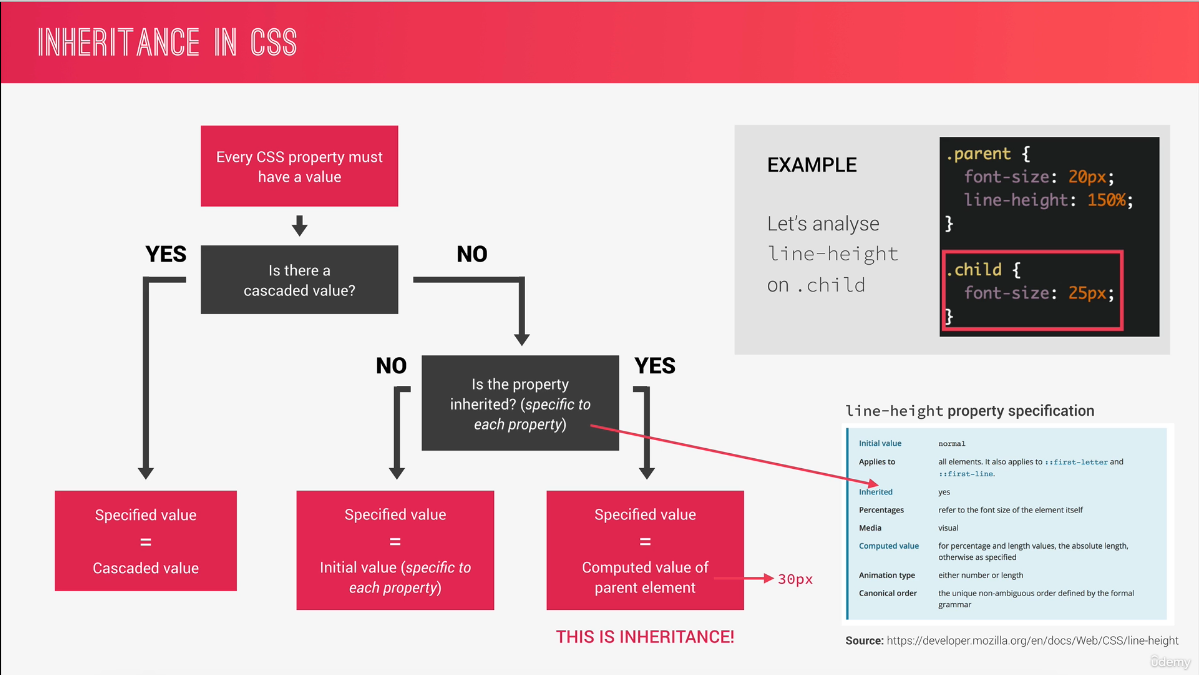 INHERITANCE IN CSS
Every CSS property must
have a value
YES
Is there a
cascaded value?
NO
NO
Is the property
inherited? (specific to
each property)
YES
Specified value
=
Cascaded value
Specified value
=
Initial value (specific to
each property)
Specified value
=
Computed value of
parent element
30px
THIS IS INHERITANCE!
EXAMPLE
Let's analyse
line-height
on .child
.parent {
font-size: 20px;
line-height: 150%;
}
.child {
font-size: 25px;
}
line-height property specification
Initial value normal
Applies to all elements. It also applies to ::first-letter and
::first-line.
Inherited yes
Percentages refer to the font size of the element itself
Media visual
Computed value for percentage and length values, the absolute length,
otherwise as specified
Animation type either number or length
Canonical order the unique non-ambiguous order defined by the formal
grammar
Source: https://developer.mozilla.org/en/docs/Web/CSS/line-height
ûdemy